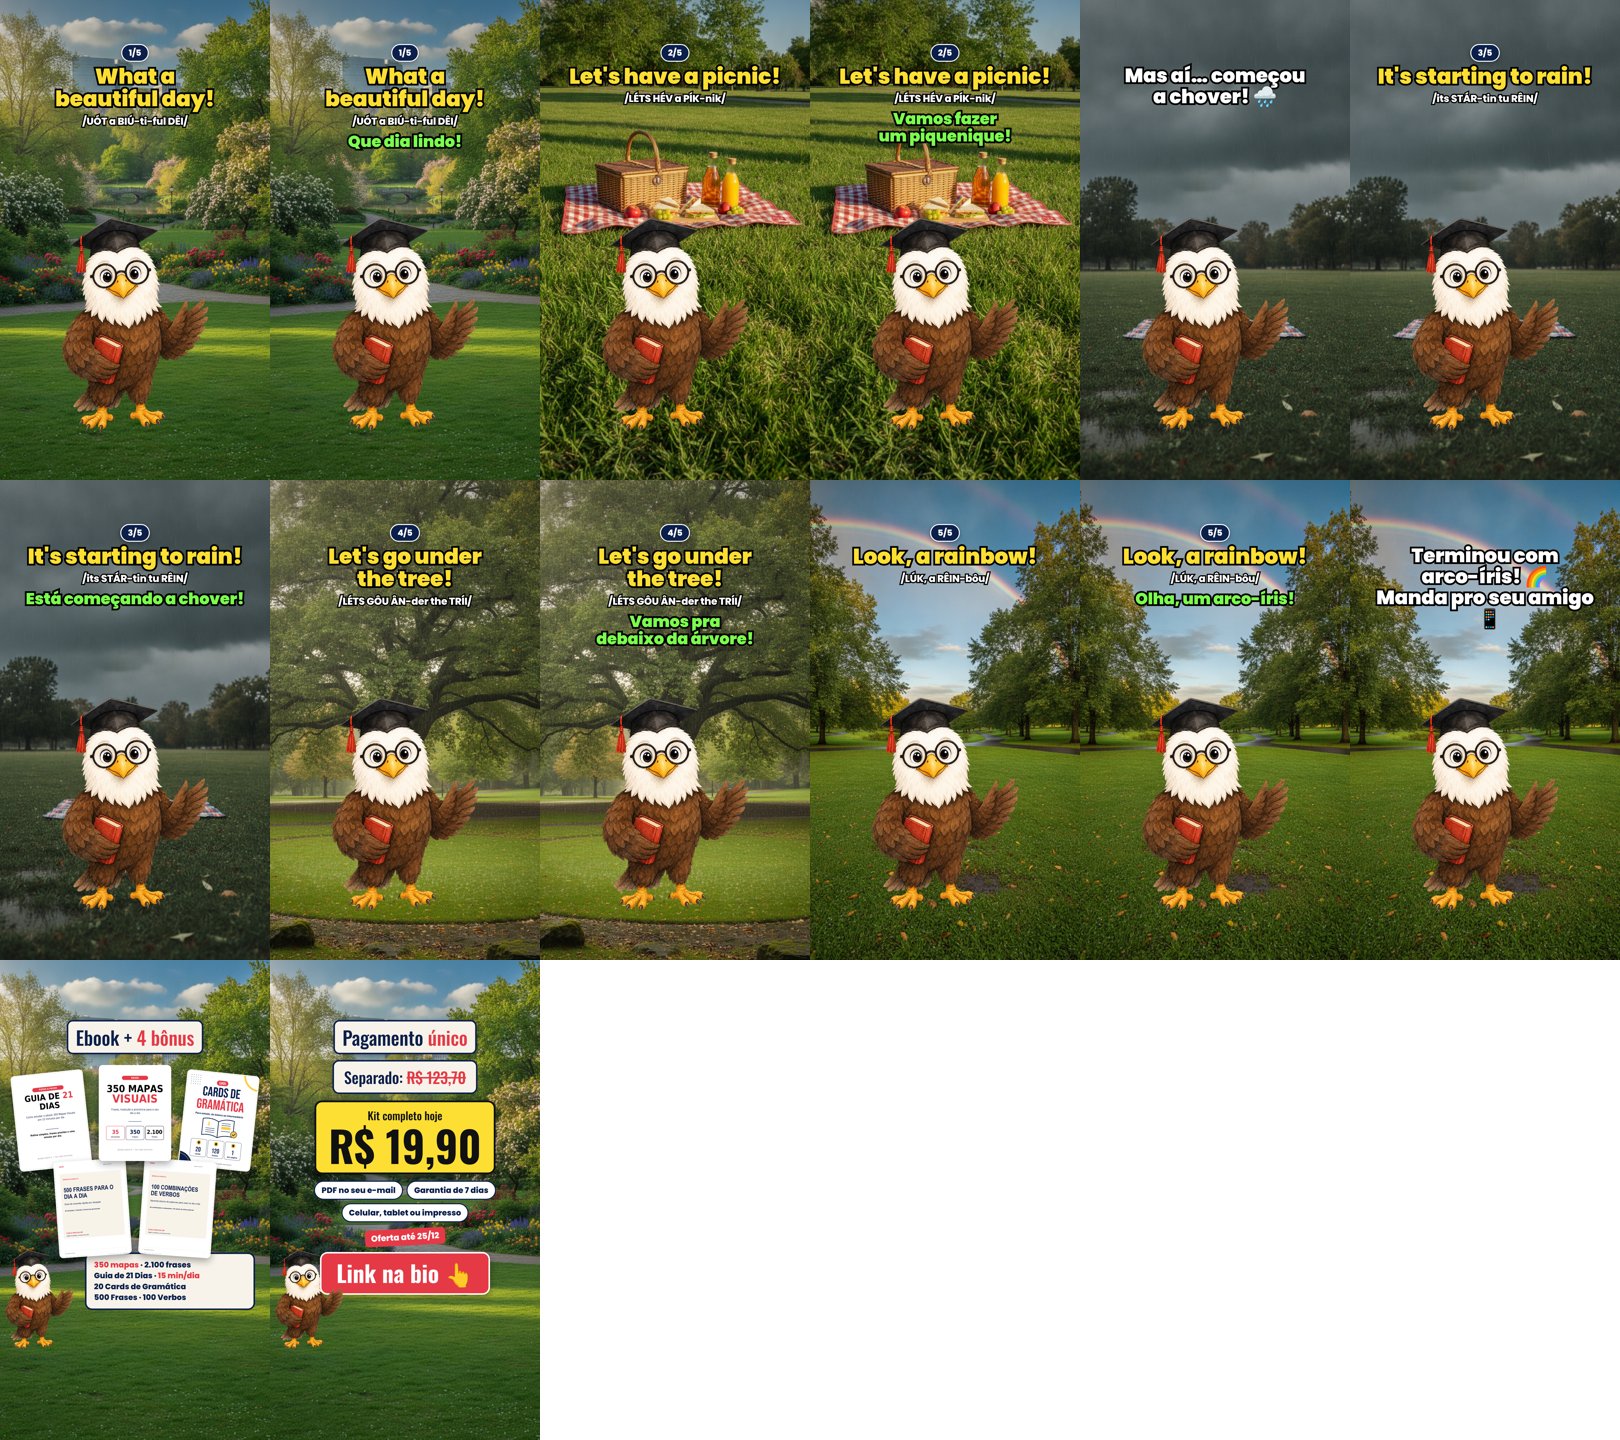 1/5
What a
beautiful day!
/UÓT a BIÚ-ti-ful DÊI/
1/5
What a
beautiful day!
/UÓT a BIÚ-ti-ful DÊI/
Que dia lindo!
2/5
Let's have a picnic!
/LÉTS HÉV a PÍK-nik/
2/5
Let's have a picnic!
/LÉTS HÉV a PÍK-nik/
Vamos fazer
um piquenique!
Mas aí... começou
a chover! 🌧️
3/5
It's starting to rain!
/its STÁR-tin tu RÊIN/
3/5
It's starting to rain!
/its STÁR-tin tu RÊIN/
Está começando a chover!
4/5
Let's go under
the tree!
/LÉTS GÔU ÂN-der the TRÍI/
4/5
Let's go under
the tree!
/LÉTS GÔU ÂN-der the TRÍI/
Vamos pra
debaixo da árvore!
5/5
Look, a rainbow!
/LÚK, a RÊIN-bôu/
5/5
Look, a rainbow!
/LÚK, a RÊIN-bôu/
Olha, um arco-íris!
Terminou com
arco-íris! 🌈
Manda pro seu amigo
📱
Ebook + 4 bônus
GUIA DE 21
DIAS
350 MAPAS
VISUAIS
35 350 2.100
CARDS DE
GRAMÁTICA
20 120 1
500 FRASES PARA O
DIA A DIA
100 COMBINAÇÕES
DE VERBOS
350 mapas · 2.100 frases
Guia de 21 Dias · 15 min/dia
20 Cards de Gramática
500 Frases · 100 Verbos
Pagamento único
Separado: R$ 123,70
Kit completo hoje
R$ 19,90
PDF no seu e-mail
Garantia de 7 dias
Celular, tablet ou impresso
Oferta até 25/12
Link na bio 👆